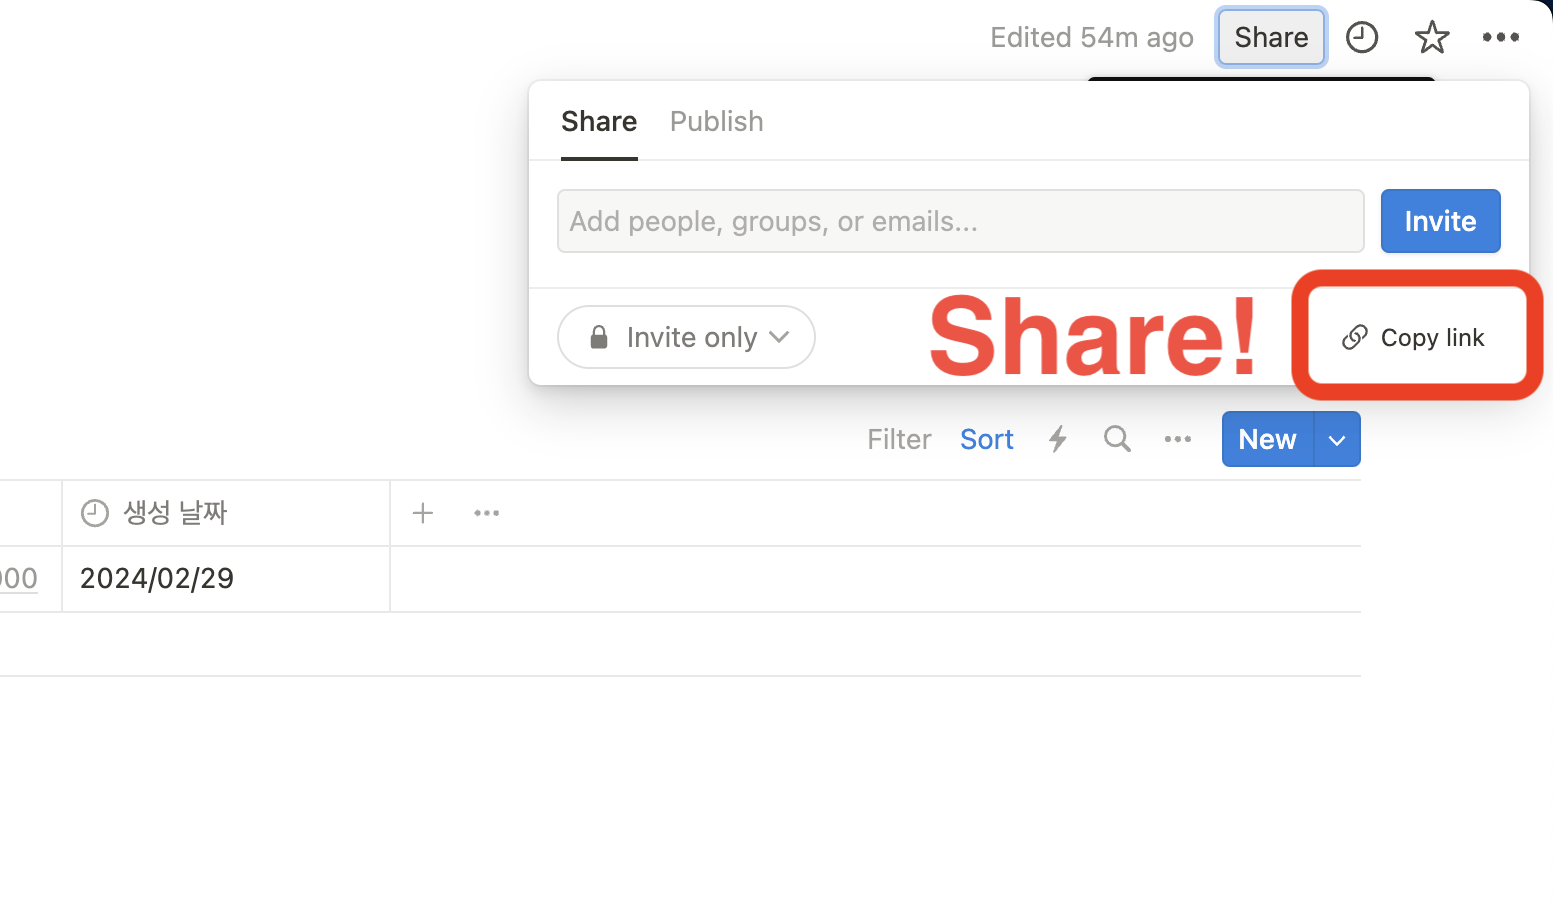 Edited 54m ago Share
Share Publish
Add people, groups, or emails... Invite
Invite only Share! Copy link
Filter Sort New
생성 날짜
000 2024/02/29